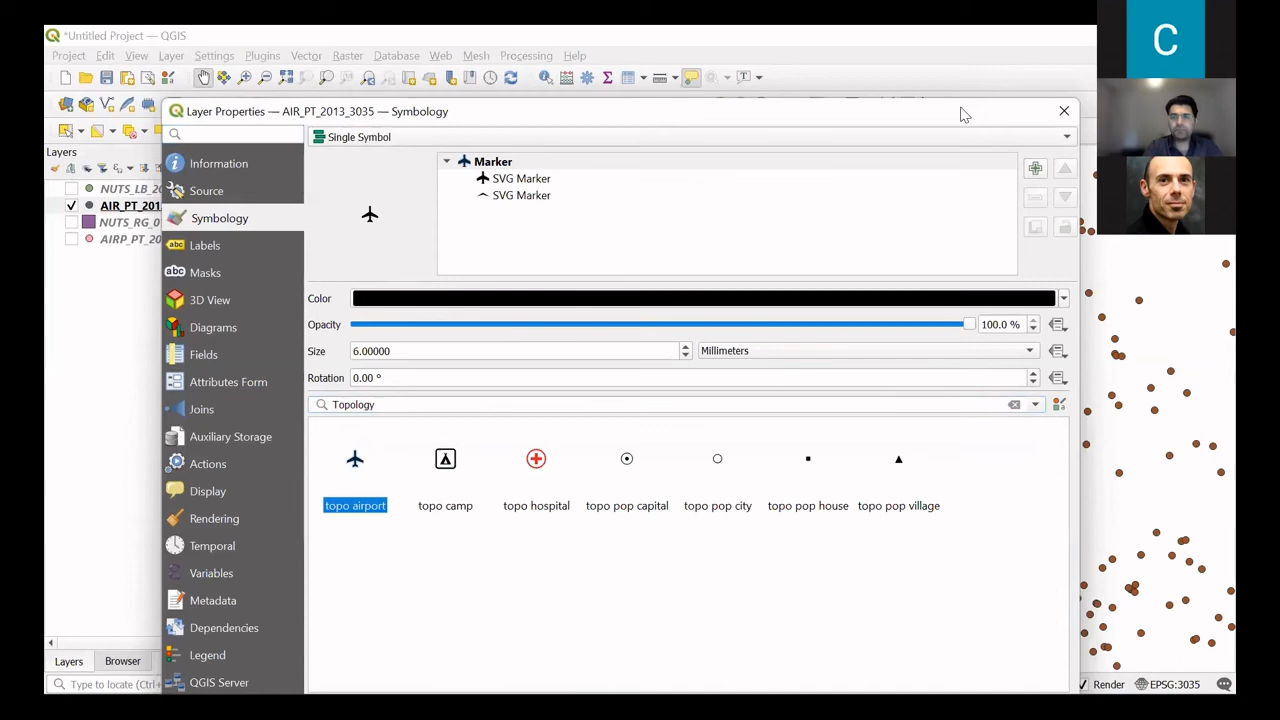 *Untitled Project — QGIS
C
Project Edit View Layer Settings Plugins Vector Raster Database Web Mesh Processing Help
Layer Properties — AIR_PT_2013_3035 — Symbology
Single Symbol
Layers
Information
Source
Symbology
Labels
Masks
3D View
Diagrams
Fields
Attributes Form
Joins
Auxiliary Storage
Actions
Display
Rendering
Temporal
Variables
Metadata
Dependencies
Legend
QGIS Server
NUTS_LB_20
AIR_PT_201
NUTS_RG_0
AIRP_PT_20
Marker
SVG Marker
SVG Marker
Color
Opacity 100.0 %
Size 6.00000 Millimeters
Rotation 0.00 °
Topology
topo airport topo camp topo hospital topo pop capital topo pop city topo pop house topo pop village
Layers Browser
Type to locate (Ctrl+
Render EPSG:3035